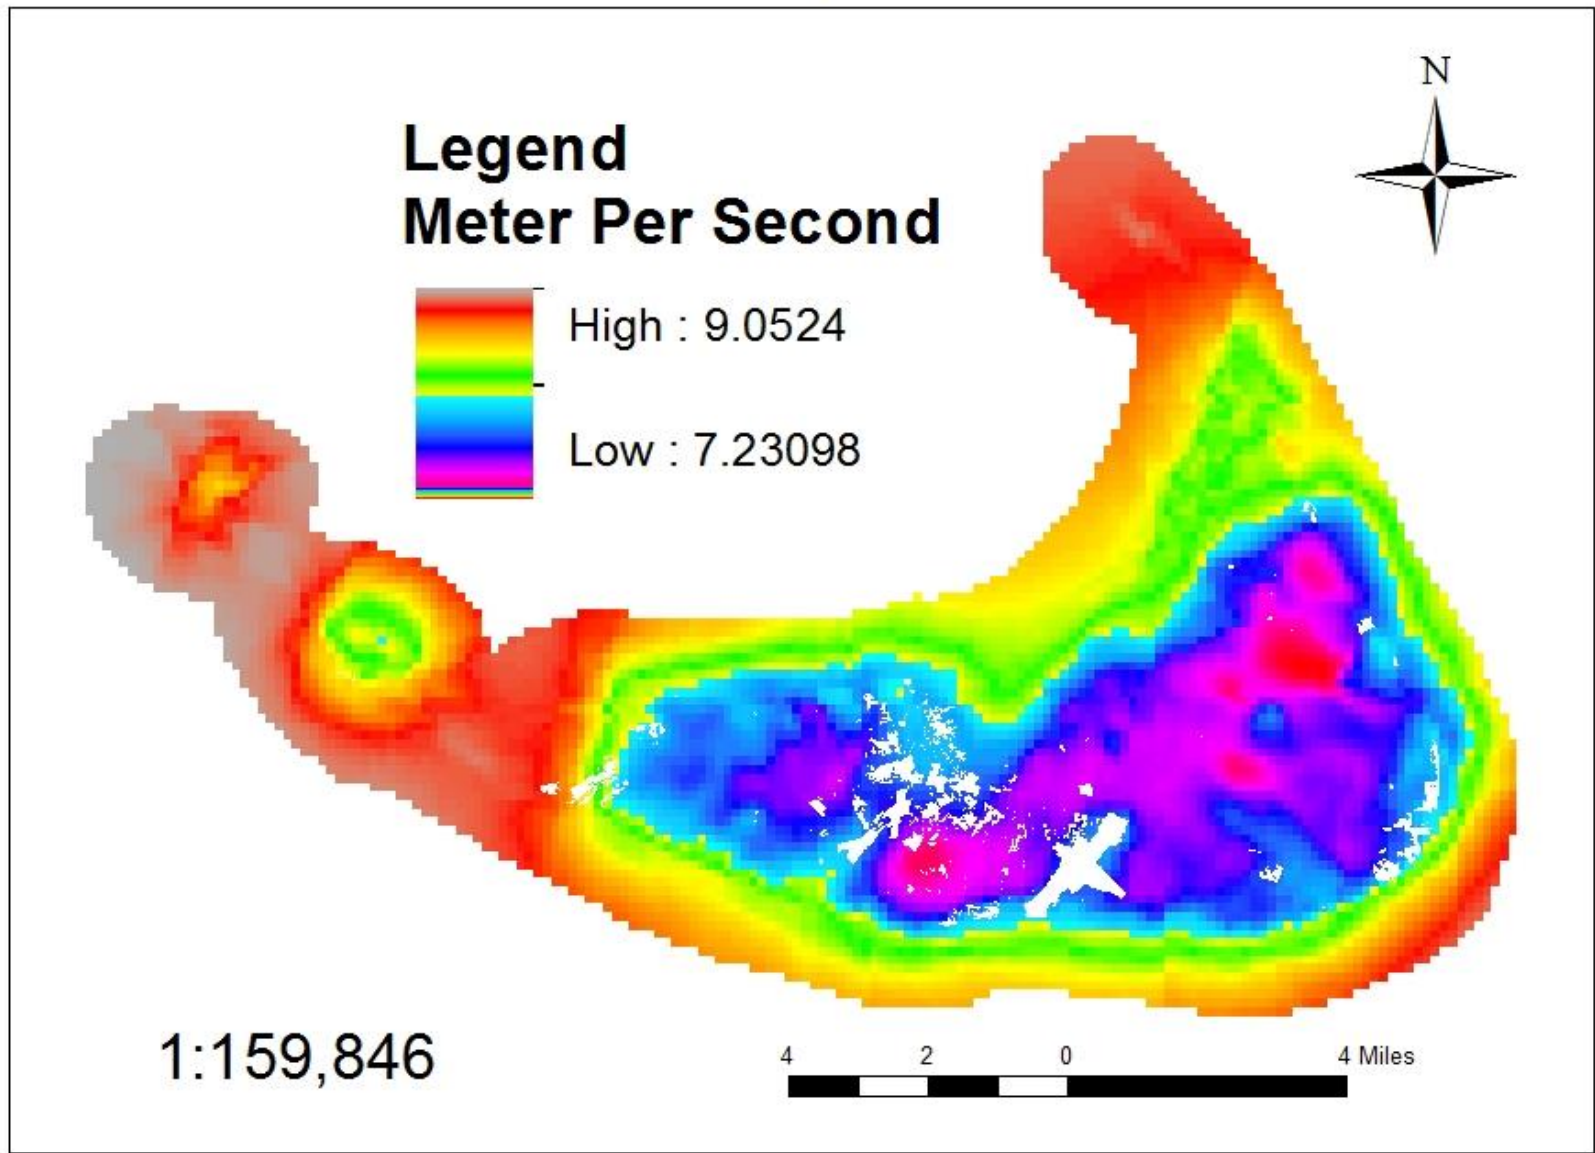 N
Legend
Meter Per Second
High : 9.0524
Low : 7.23098
1:159,846
4 2 0 4 Miles